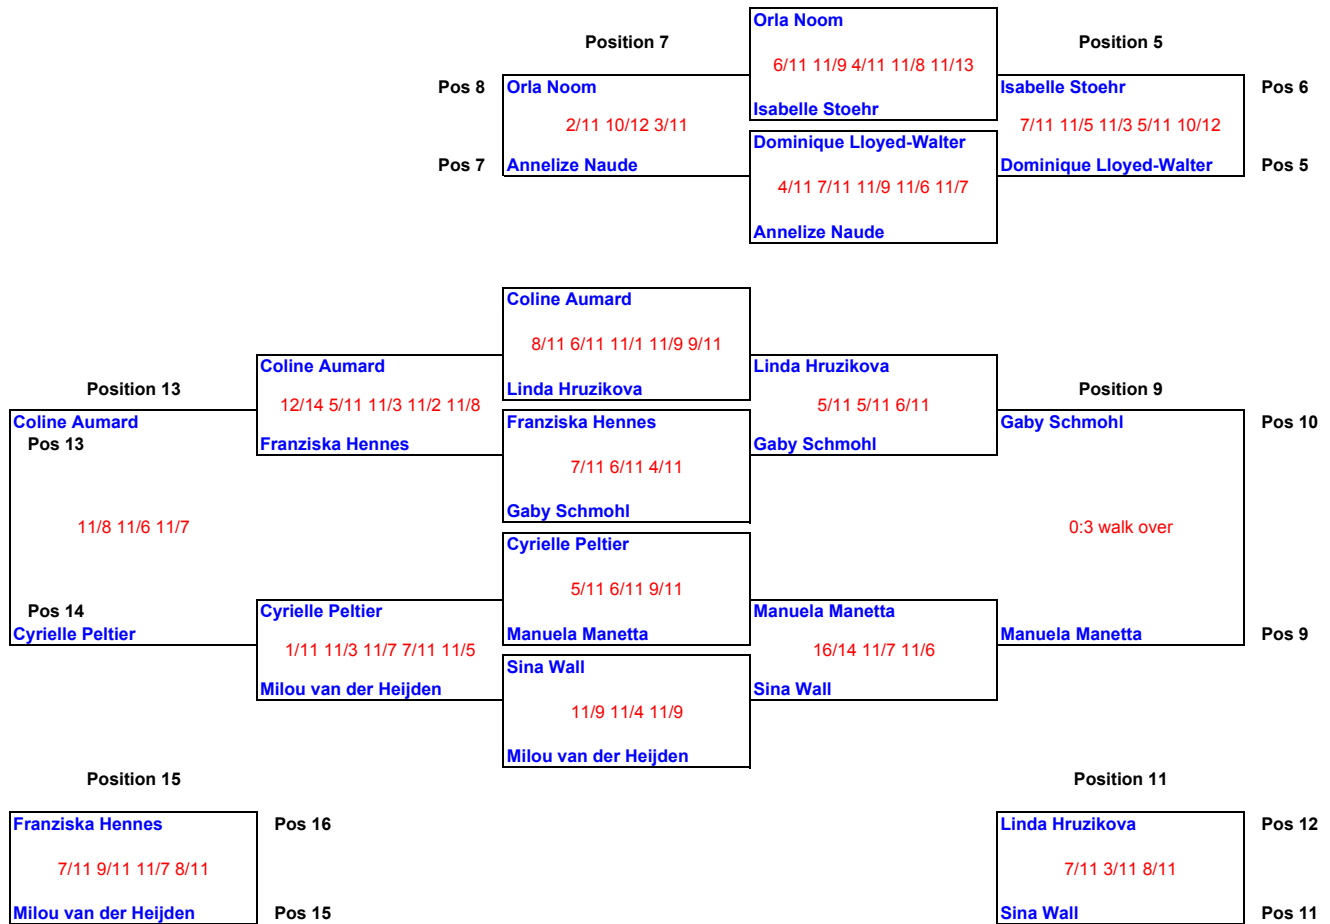 Orla Noom
Position 7
Position 5
6/11 11/9 4/11 11/8 11/13
Pos 8
Orla Noom
Isabelle Stoehr
Pos 6
Isabelle Stoehr
2/11 10/12 3/11
7/11 11/5 11/3 5/11 10/12
Dominique Lloyed-Walter
Pos 7
Annelize Naude
Dominique Lloyed-Walter
Pos 5
4/11 7/11 11/9 11/6 11/7
Annelize Naude
Coline Aumard
8/11 6/11 11/1 11/9 9/11
Coline Aumard
Linda Hruzikova
Position 13
Linda Hruzikova
Position 9
12/14 5/11 11/3 11/2 11/8
5/11 5/11 6/11
Coline Aumard
Franziska Hennes
Gaby Schmohl
Pos 10
Pos 13
Franziska Hennes
Gaby Schmohl
7/11 6/11 4/11
Gaby Schmohl
11/8 11/6 11/7
0:3 walk over
Cyrielle Peltier
5/11 6/11 9/11
Pos 14
Cyrielle Peltier
Manuela Manetta
Cyrielle Peltier
Manuela Manetta
Manuela Manetta
Pos 9
1/11 11/3 11/7 7/11 11/5
16/14 11/7 11/6
Sina Wall
Milou van der Heijden
Sina Wall
11/9 11/4 11/9
Milou van der Heijden
Position 15
Position 11
Franziska Hennes
Pos 16
Linda Hruzikova
Pos 12
7/11 9/11 11/7 8/11
7/11 3/11 8/11
Milou van der Heijden
Pos 15
Sina Wall
Pos 11